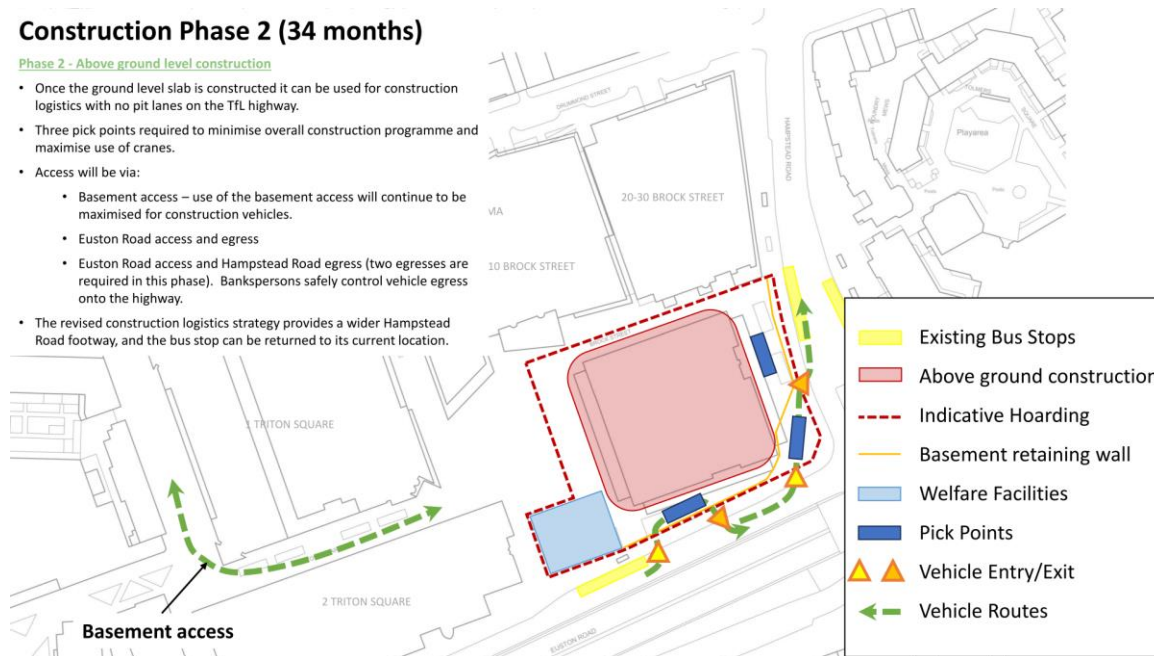 Construction Phase 2 (34 months)
Phase 2 - Above ground level construction
• Once the ground level slab is constructed it can be used for construction
logistics with no pit lanes on the TfL highway.
• Three pick points required to minimise overall construction programme and
maximise use of cranes.
• Access will be via:
• Basement access – use of the basement access will continue to be
maximised for construction vehicles.
• Euston Road access and egress
• Euston Road access and Hampstead Road egress (two egresses are
required in this phase). Bankspersons safely control vehicle egress
onto the highway.
• The revised construction logistics strategy provides a wider Hampstead
Road footway, and the bus stop can be returned to its current location.
DRUMMOND STREET
HAMPSTEAD ROAD
TOLMERS
SQUARE
Playarea
20-30 BROCK STREET
MA
10 BROCK STREET
1 TRITON SQUARE
2 TRITON SQUARE
EUSTON ROAD
Basement access
Existing Bus Stops
Above ground construction
Indicative Hoarding
Basement retaining wall
Welfare Facilities
Pick Points
Vehicle Entry/Exit
Vehicle Routes